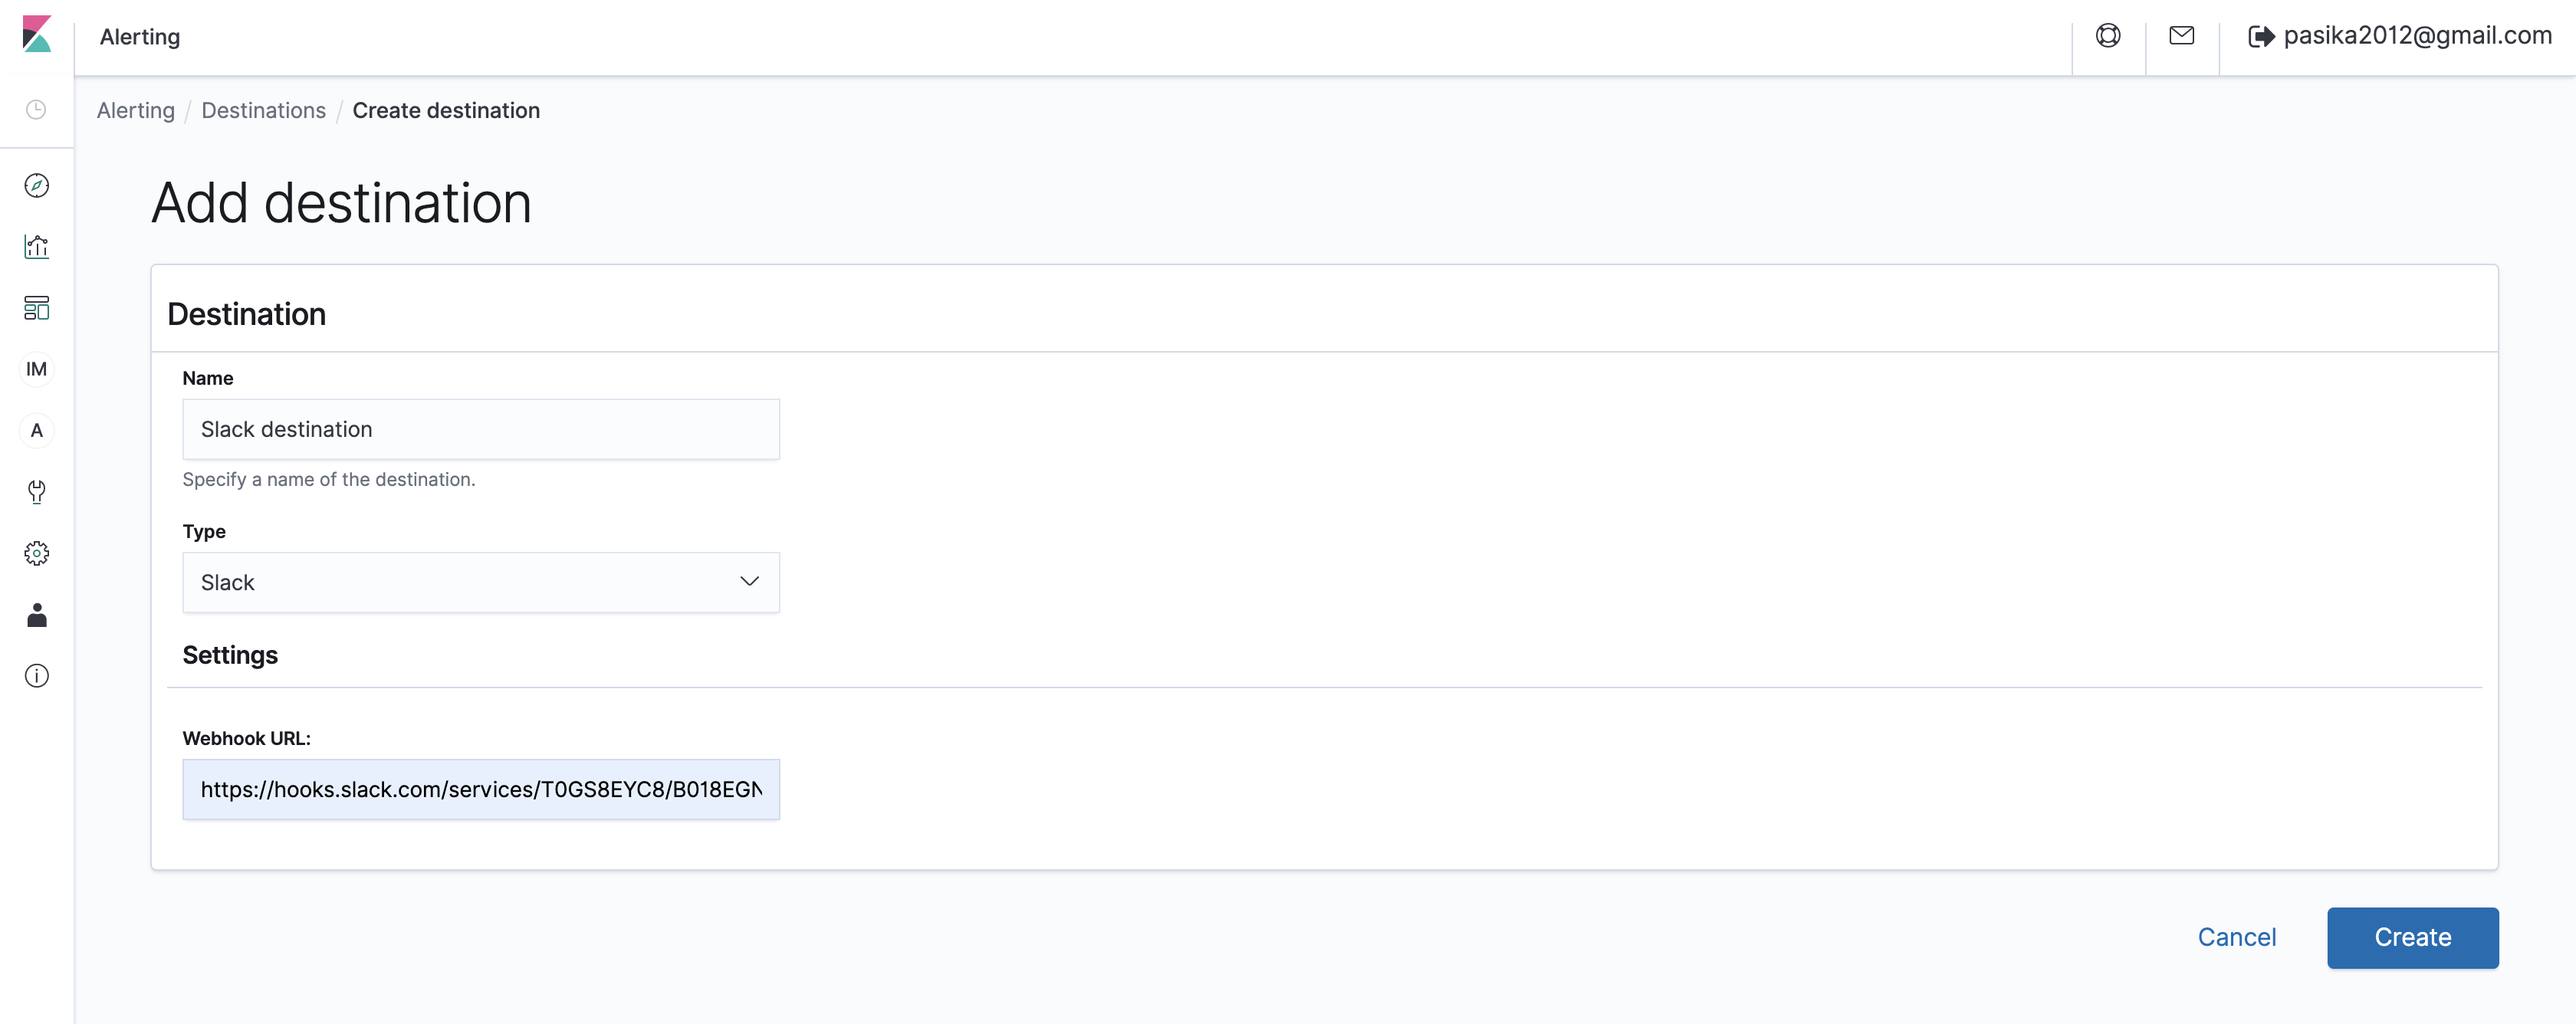 Alerting
pasika2012@gmail.com
Alerting / Destinations / Create destination
Add destination
Destination
Name
Slack destination
Specify a name of the destination.
Type
Slack
Settings
Webhook URL:
https://hooks.slack.com/services/T0GS8EYC8/B018EGN
IM
A
Cancel
Create